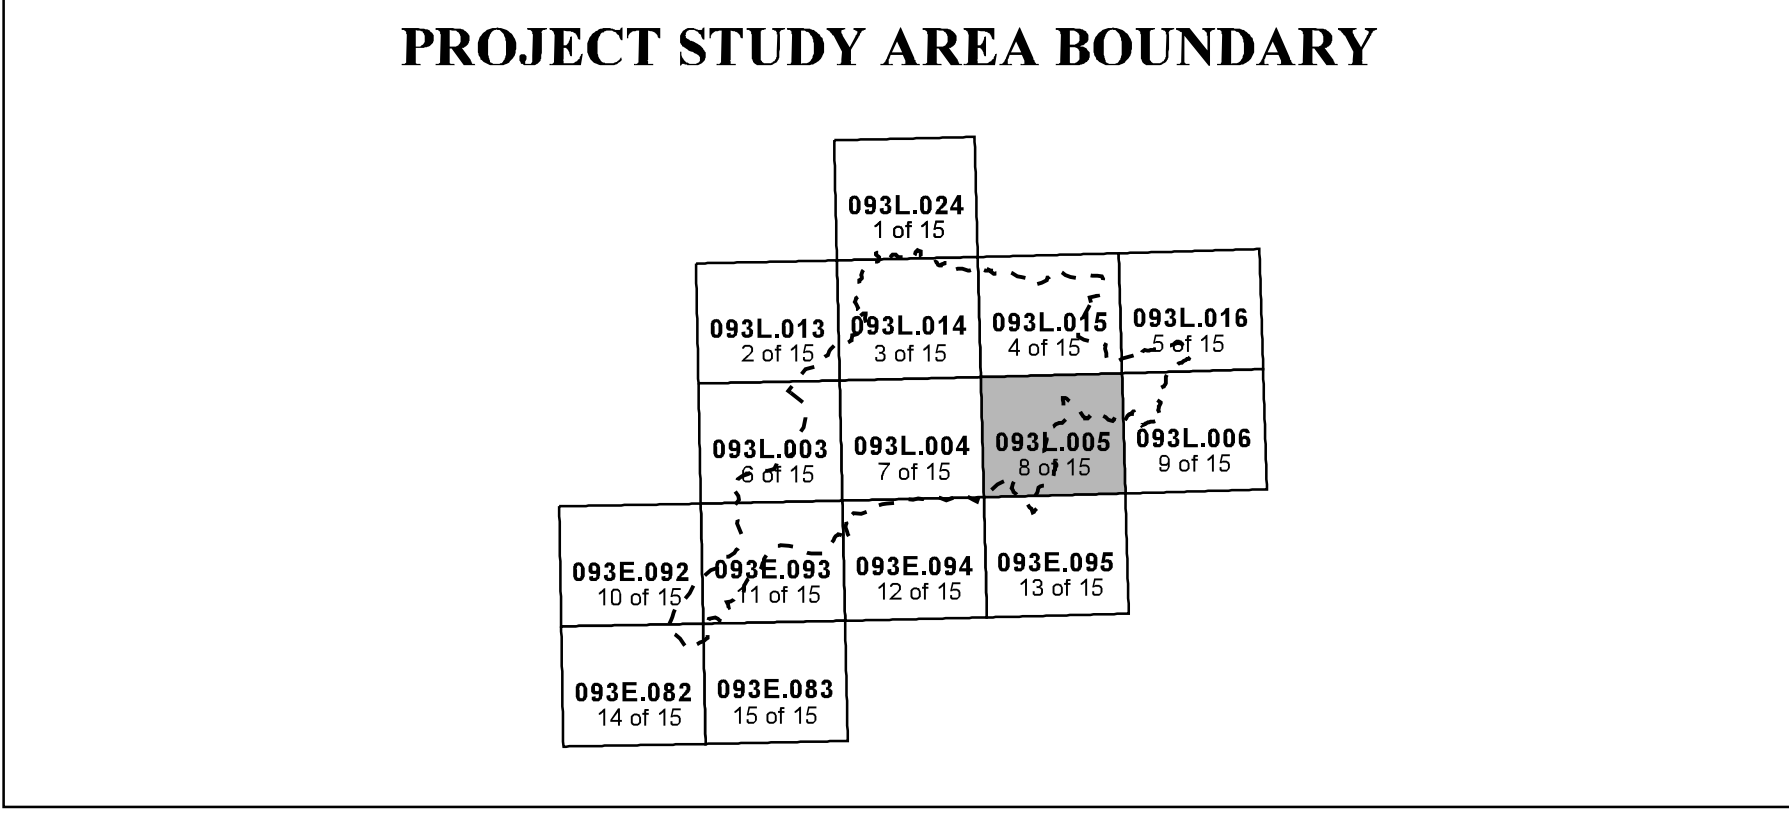 PROJECT STUDY AREA BOUNDARY
093L.024
1 of 15
093L.013
2 of 15
093L.014
3 of 15
093L.015
4 of 15
093L.016
5 of 15
093L.003
6 of 15
093L.004
7 of 15
093L.005
8 of 15
093L.006
9 of 15
093E.092
10 of 15
093E.093
11 of 15
093E.094
12 of 15
093E.095
13 of 15
093E.082
14 of 15
093E.083
15 of 15